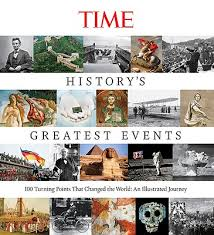 TIME
HISTORY'S
GREATEST EVENTS
100 Turning Points That Changed the World: An Illustrated Journey